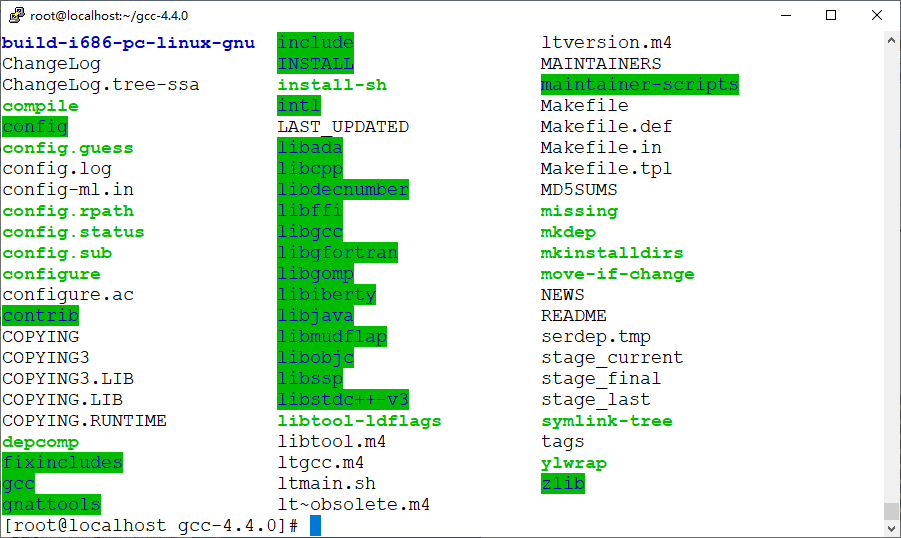 root@localhost:~/gcc-4.4.0
build-i686-pc-linux-gnu include ltversion.m4
ChangeLog INSTALL MAINTAINERS
ChangeLog.tree-ssa install-sh maintainer-scripts
compile intl Makefile
config LAST_UPDATED Makefile.def
config.guess libada Makefile.in
config.log libcpp Makefile.tpl
config-ml.in libdecnumber MD5SUMS
config.rpath libffi missing
config.status libgcc mkdep
config.sub libgfortran mkinstalldirs
configure libgomp move-if-change
configure.ac libiberty NEWS
contrib libjava README
COPYING libmudflap serdep.tmp
COPYING3 libobjc stage_current
COPYING3.LIB libssp stage_final
COPYING.LIB libstdc++-v3 stage_last
COPYING.RUNTIME libtool-ldflags symlink-tree
depcomp libtool.m4 tags
fixincludes ltgcc.m4 ylwrap
gcc ltmain.sh zlib
gnattools lt~obsolete.m4
[root@localhost gcc-4.4.0]#